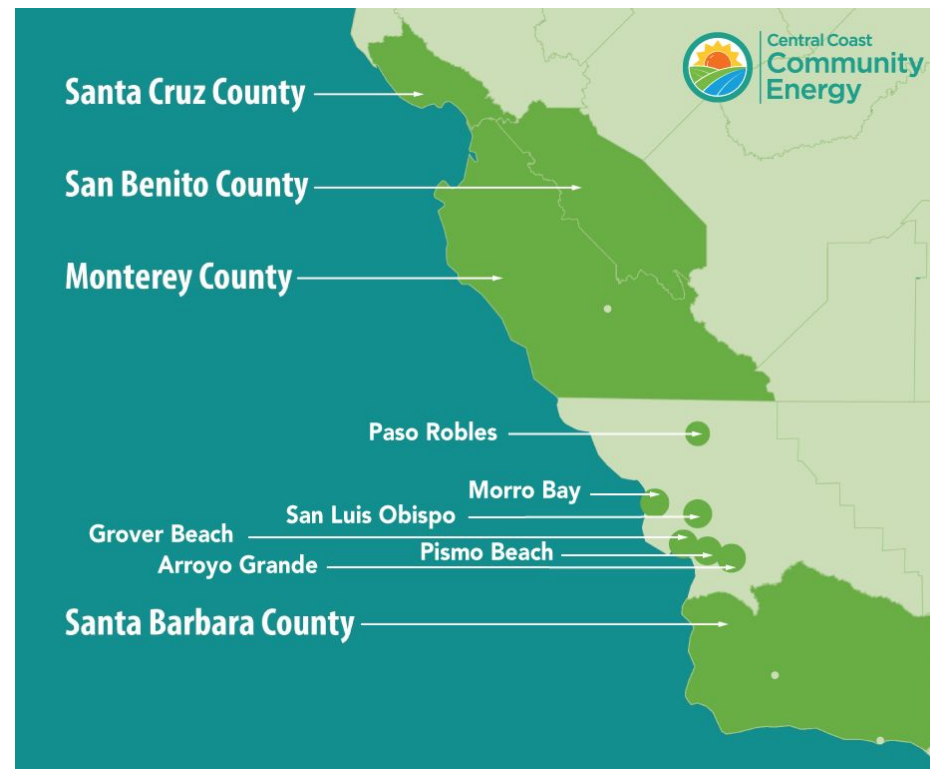 Central Coast
Community
Energy
Santa Cruz County
San Benito County
Monterey County
Paso Robles
Morro Bay
San Luis Obispo
Grover Beach
Pismo Beach
Arroyo Grande
Santa Barbara County